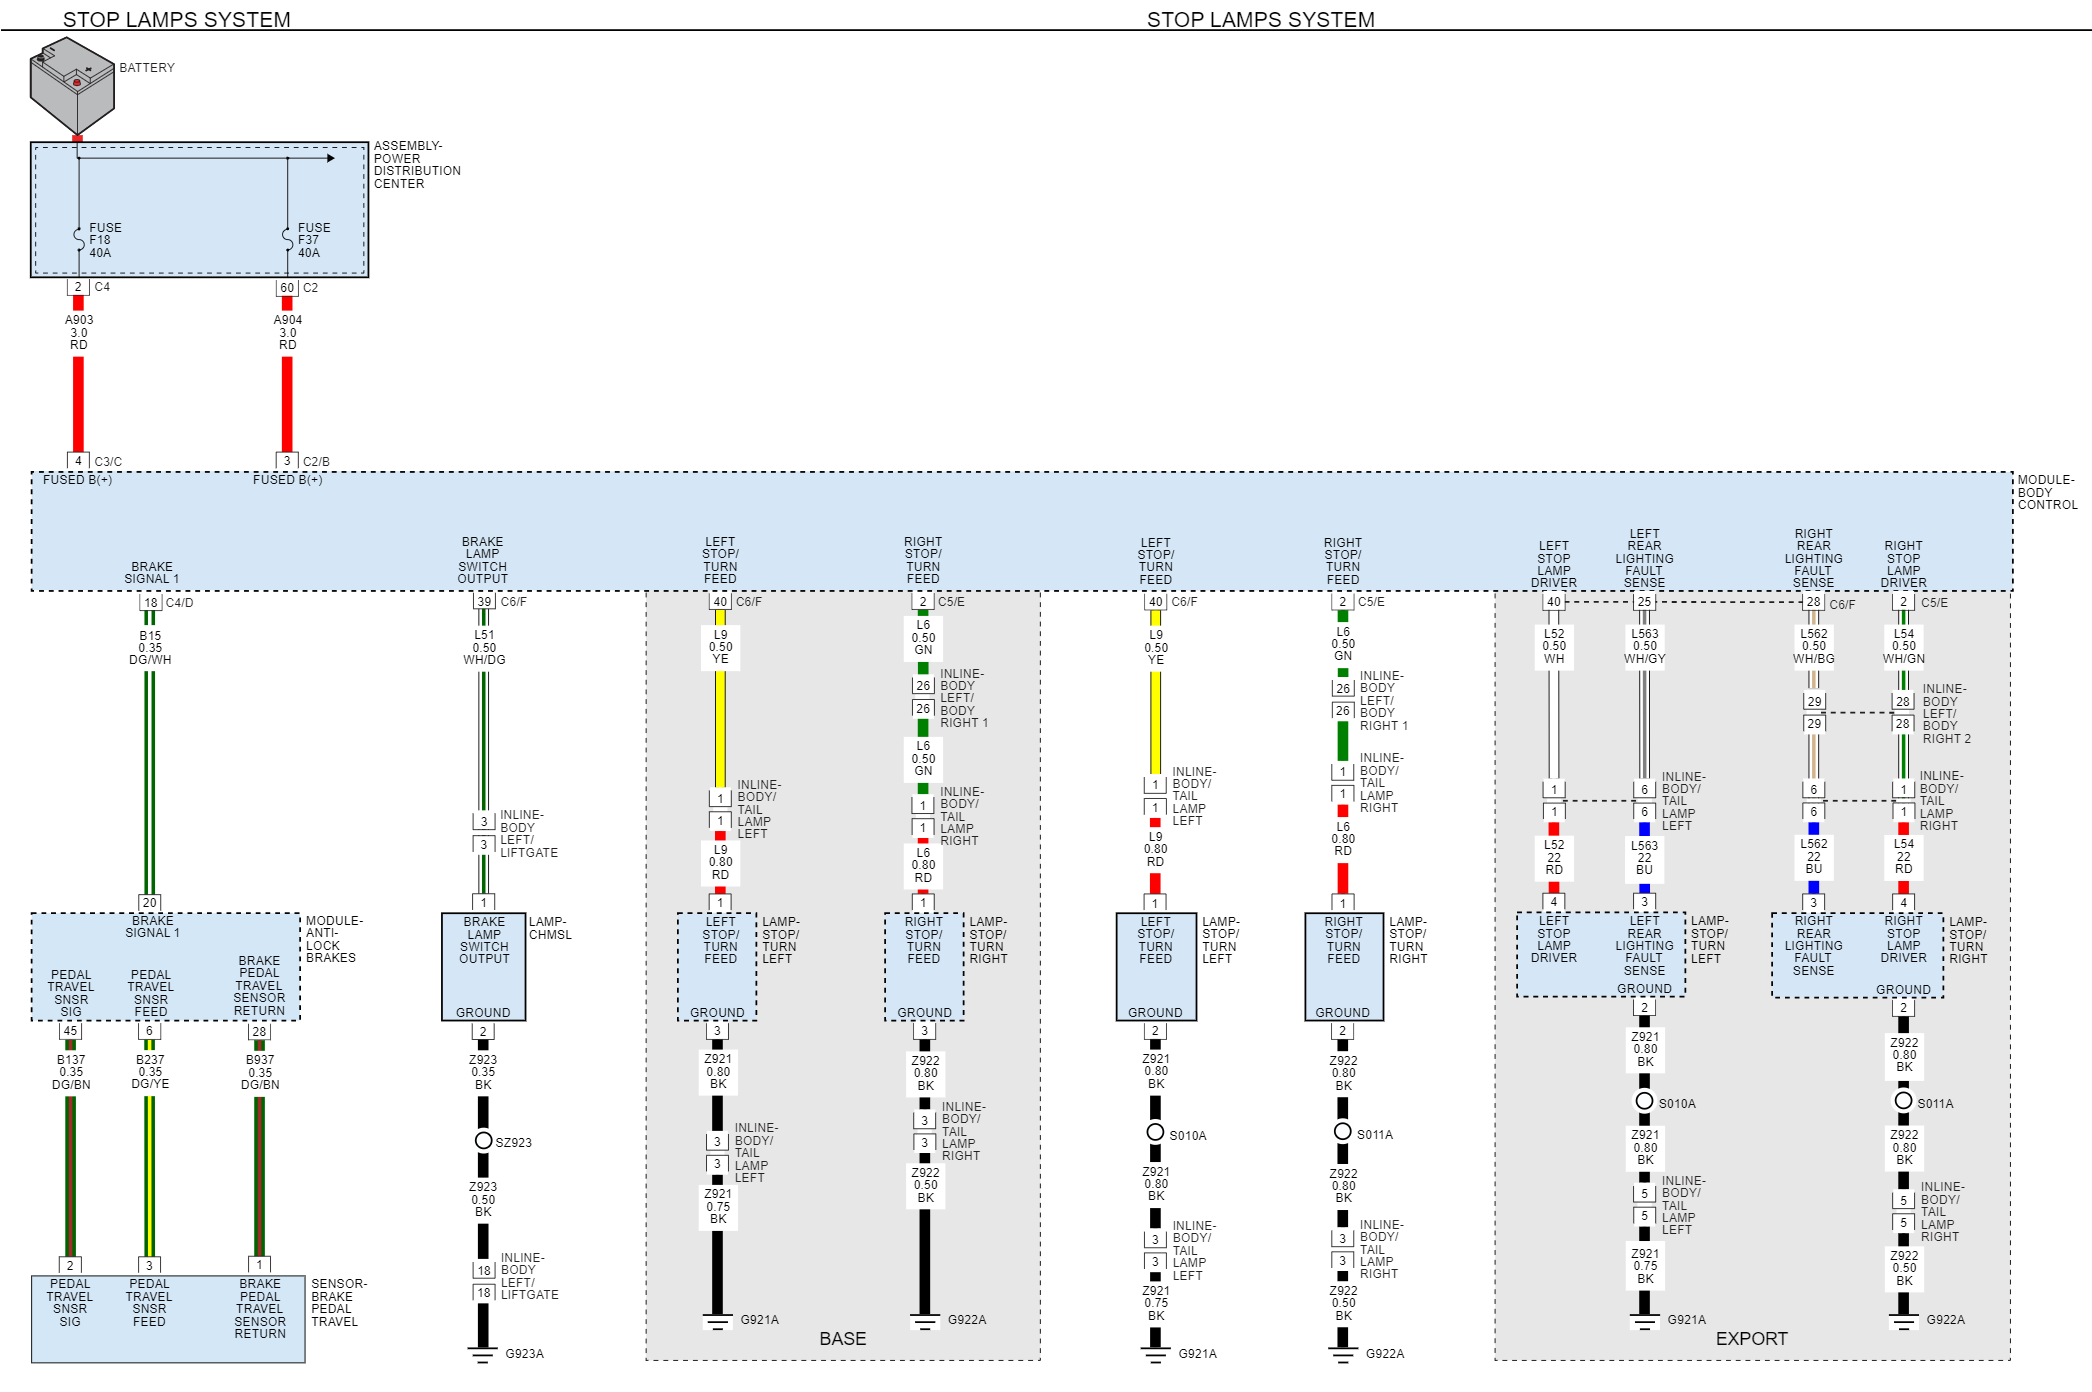 STOP LAMPS SYSTEM
STOP LAMPS SYSTEM
BATTERY
ASSEMBLY-
POWER
DISTRIBUTION
CENTER
FUSE
F18
40A
FUSE
F37
40A
2 C4
60 C2
A903
3.0
RD
A904
3.0
RD
4 C3/C
3 C2/B
FUSED B(+)
FUSED B(+)
MODULE-
BODY
CONTROL
BRAKE
SIGNAL 1
BRAKE
LAMP
SWITCH
OUTPUT
LEFT
STOP/
TURN
FEED
RIGHT
STOP/
TURN
FEED
LEFT
STOP/
TURN
FEED
RIGHT
STOP/
TURN
FEED
LEFT
STOP
LAMP
DRIVER
LEFT
REAR
LIGHTING
FAULT
SENSE
RIGHT
REAR
LIGHTING
FAULT
SENSE
RIGHT
STOP
LAMP
DRIVER
18 C4/D
39 C6/F
40 C6/F
2 C5/E
40 C6/F
2 C5/E
40
25
28 C6/F
2 C5/E
B15
0.35
DG/WH
L51
0.50
WH/DG
L9
0.50
YE
L6
0.50
GN
L9
0.50
YE
L6
0.50
GN
L52
0.50
WH
L563
0.50
WH/GY
L562
0.50
WH/BG
L54
0.50
WH/GN
26
26
INLINE-
BODY
LEFT/
BODY
RIGHT 1
26
26
INLINE-
BODY
LEFT/
BODY
RIGHT 1
29
29
28
28
INLINE-
BODY
LEFT/
BODY
RIGHT 2
L6
0.50
GN
3
3
INLINE-
BODY
LEFT/
LIFTGATE
1
1
INLINE-
BODY/
TAIL
LAMP
LEFT
1
1
INLINE-
BODY/
TAIL
LAMP
RIGHT
1
1
INLINE-
BODY/
TAIL
LAMP
LEFT
1
1
INLINE-
BODY/
TAIL
LAMP
RIGHT
1
1
6
6
INLINE-
BODY/
TAIL
LAMP
LEFT
6
6
1
1
INLINE-
BODY/
TAIL
LAMP
RIGHT
L9
0.80
RD
L6
0.80
RD
L9
0.80
RD
L6
0.80
RD
L52
22
RD
L563
22
BU
L562
22
BU
L54
22
RD
20
1
1
1
1
1
4
3
3
4
BRAKE
SIGNAL 1
MODULE-
ANTI-
LOCK
BRAKES
PEDAL
TRAVEL
SNSR
SIG
PEDAL
TRAVEL
SNSR
FEED
BRAKE
PEDAL
TRAVEL
SENSOR
RETURN
BRAKE
LAMP
SWITCH
OUTPUT
GROUND
LAMP-
CHMSL
LEFT
STOP/
TURN
FEED
GROUND
LAMP-
STOP/
TURN
LEFT
RIGHT
STOP/
TURN
FEED
GROUND
LAMP-
STOP/
TURN
RIGHT
LEFT
STOP/
TURN
FEED
GROUND
LAMP-
STOP/
TURN
LEFT
RIGHT
STOP/
TURN
FEED
GROUND
LAMP-
STOP/
TURN
RIGHT
LEFT
STOP
LAMP
DRIVER
LEFT
REAR
LIGHTING
FAULT
SENSE
GROUND
LAMP-
STOP/
TURN
LEFT
RIGHT
REAR
LIGHTING
FAULT
SENSE
RIGHT
STOP
LAMP
DRIVER
GROUND
LAMP-
STOP/
TURN
RIGHT
45
6
28
2
3
3
2
2
2
2
B137
0.35
DG/BN
B237
0.35
DG/YE
B937
0.35
DG/BN
Z923
0.35
BK
Z921
0.80
BK
Z922
0.80
BK
Z921
0.80
BK
Z922
0.80
BK
Z921
0.80
BK
Z922
0.80
BK
SZ923
S010A
S011A
S010A
S011A
3
3
INLINE-
BODY/
TAIL
LAMP
LEFT
3
3
INLINE-
BODY/
TAIL
LAMP
RIGHT
Z923
0.50
BK
Z921
0.75
BK
Z922
0.50
BK
Z921
0.80
BK
Z922
0.80
BK
Z921
0.80
BK
Z922
0.80
BK
18
18
INLINE-
BODY
LEFT/
LIFTGATE
3
3
INLINE-
BODY/
TAIL
LAMP
LEFT
3
3
INLINE-
BODY/
TAIL
LAMP
RIGHT
5
5
INLINE-
BODY/
TAIL
LAMP
LEFT
5
5
INLINE-
BODY/
TAIL
LAMP
RIGHT
2
3
1
PEDAL
TRAVEL
SNSR
SIG
PEDAL
TRAVEL
SNSR
FEED
BRAKE
PEDAL
TRAVEL
SENSOR
RETURN
SENSOR-
BRAKE
PEDAL
TRAVEL
Z921
0.75
BK
Z922
0.50
BK
Z921
0.75
BK
Z922
0.50
BK
G923A
G921A
G922A
G921A
G922A
G921A
G922A
BASE
EXPORT